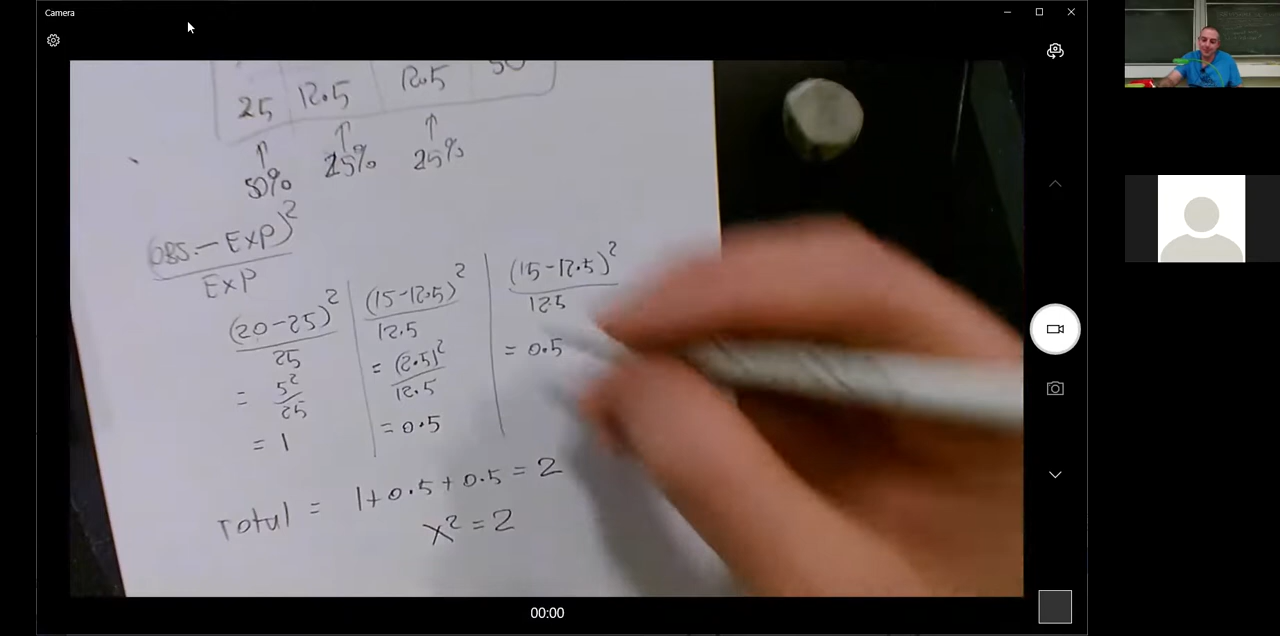 Camera
25 12.5 12.5 50
↑ ↑ ↑
50% 25% 25%
(OBS. - EXP)²
EXP
(20-25)²
25
= 5²
25
= 1
(15-12.5)²
12.5
= (2.5)²
12.5
= 0.5
(15-12.5)²
12.5
= 0.5
Total = 1+0.5+0.5 = 2
X² = 2
00:00